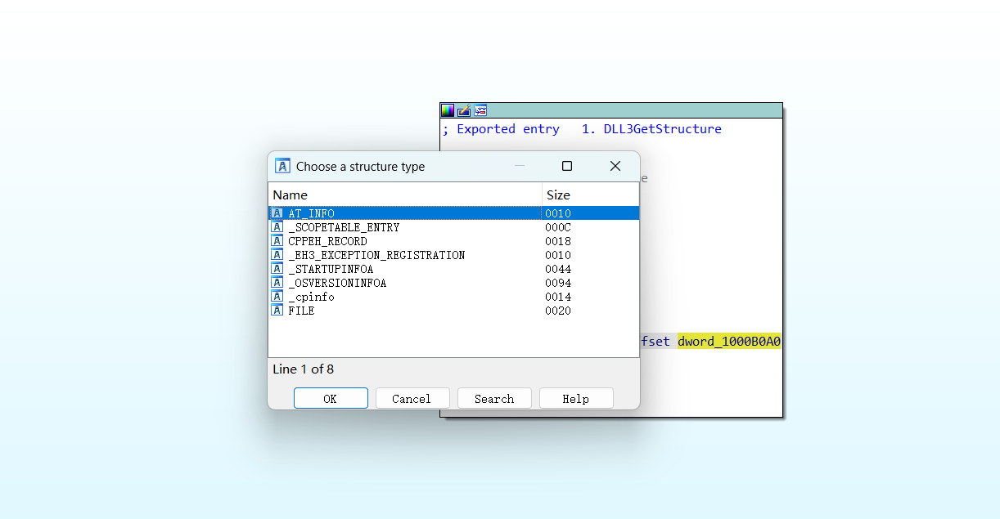 ; Exported entry   1. DLL3GetStructure
e
Choose a structure type
Name Size
AT_INFO 0010
_SCOPETABLE_ENTRY 000C
CPPEH_RECORD 0018
_EH3_EXCEPTION_REGISTRATION 0010
_STARTUPINFOA 0044
_OSVERSIONINFOA 0094
_cpinfo 0014
FILE 0020
fset dword_1000B0A0
Line 1 of 8
OK Cancel Search Help